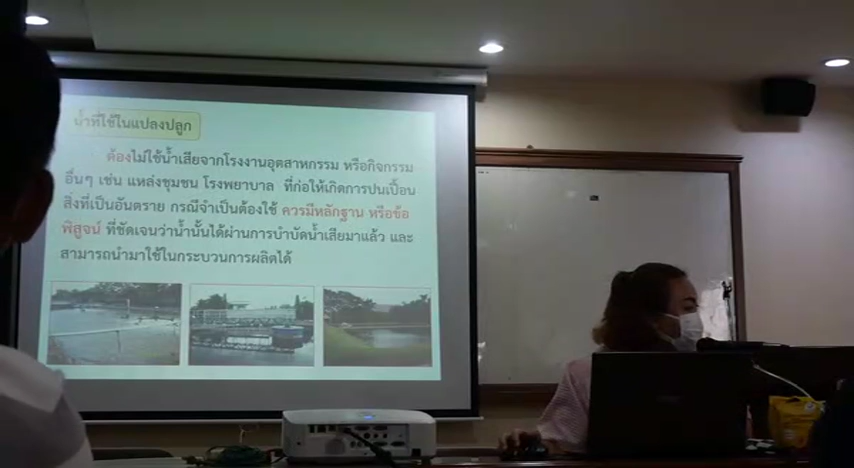 น้ำที่ใช้ในแปลงปลูก
ต้องไม่ใช้น้ำเสียจากโรงงานอุตสาหกรรม หรือกิจกรรม
อื่นๆ เช่น แหล่งชุมชน โรงพยาบาล ที่ก่อให้เกิดการปนเปื้อน
สิ่งที่เป็นอันตราย กรณีจำเป็นต้องใช้ ควรมีหลักฐาน หรือข้อ
พิสูจน์ ที่ชัดเจนว่าน้ำนั้นได้ผ่านการบำบัดน้ำเสียมาแล้ว และ
สามารถนำมาใช้ในกระบวนการผลิตได้